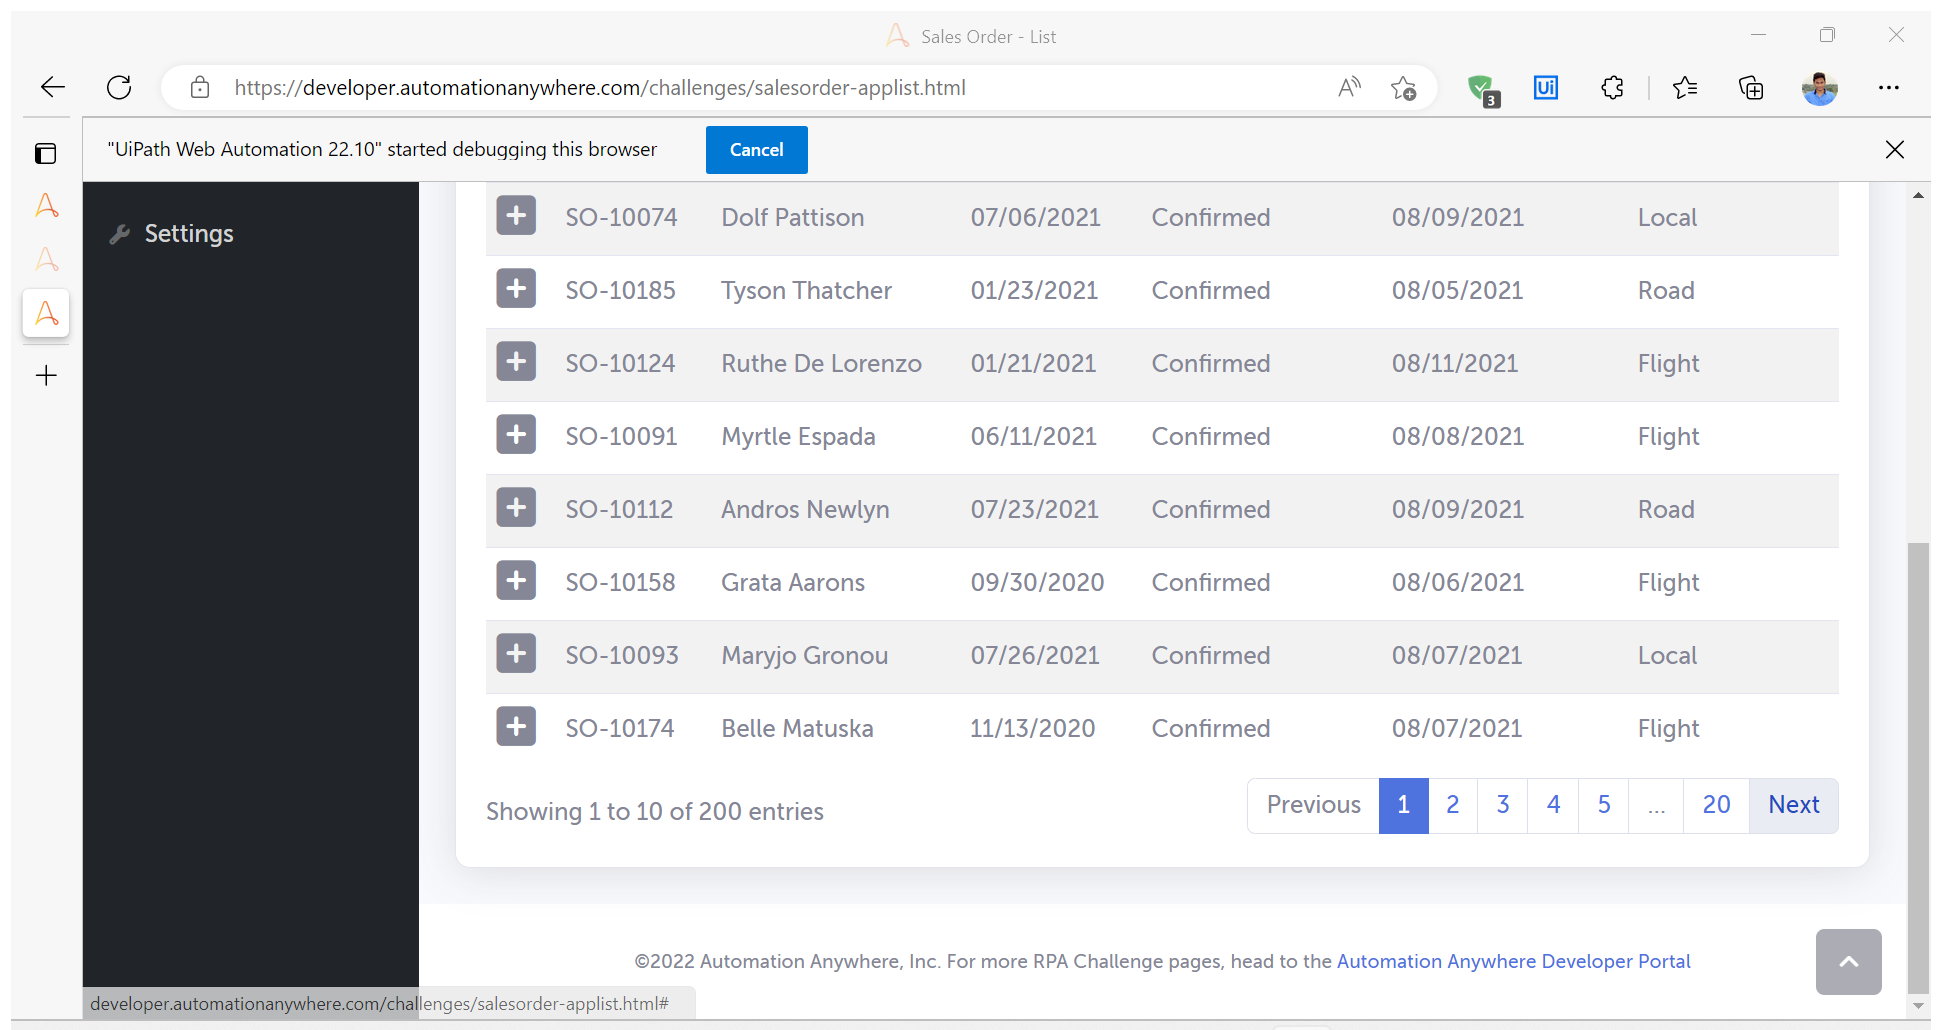 Sales Order - List
https://developer.automationanywhere.com/challenges/salesorder-applist.html
3
Ui
"UiPath Web Automation 22.10" started debugging this browser
Cancel
Settings
SO-10074 Dolf Pattison 07/06/2021 Confirmed 08/09/2021 Local
SO-10185 Tyson Thatcher 01/23/2021 Confirmed 08/05/2021 Road
SO-10124 Ruthe De Lorenzo 01/21/2021 Confirmed 08/11/2021 Flight
SO-10091 Myrtle Espada 06/11/2021 Confirmed 08/08/2021 Flight
SO-10112 Andros Newlyn 07/23/2021 Confirmed 08/09/2021 Road
SO-10158 Grata Aarons 09/30/2020 Confirmed 08/06/2021 Flight
SO-10093 Maryjo Gronou 07/26/2021 Confirmed 08/07/2021 Local
SO-10174 Belle Matuska 11/13/2020 Confirmed 08/07/2021 Flight
Showing 1 to 10 of 200 entries
Previous 1 2 3 4 5 ... 20 Next
©2022 Automation Anywhere, Inc. For more RPA Challenge pages, head to the Automation Anywhere Developer Portal
developer.automationanywhere.com/challenges/salesorder-applist.html#